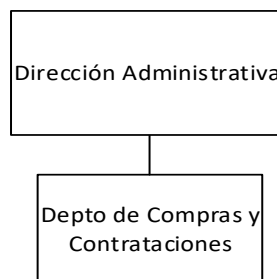 Dirección Administrativa
Depto de Compras y
Contrataciones